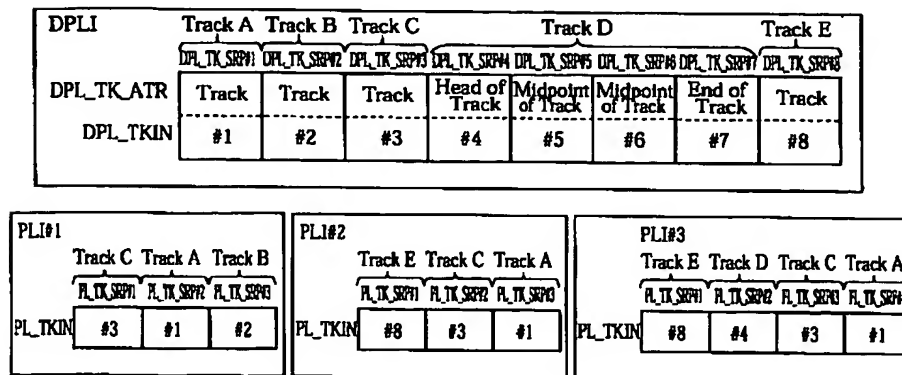 DPLI
Track A Track B Track C Track D Track E
DPL_TK_SRP#1 DPL_TK_SRP#2 DPL_TK_SRP#3 DPL_TK_SRP#4 DPL_TK_SRP#5 DPL_TK_SRP#6 DPL_TK_SRP#7 DPL_TK_SRP#8
DPL_TK_ATR Track Track Track Head of Track Midpoint of Track Midpoint of Track End of Track Track
DPL_TKIN #1 #2 #3 #4 #5 #6 #7 #8
PLI#1
Track C Track A Track B
PL_TK_SRP#1 PL_TK_SRP#2 PL_TK_SRP#3
PL_TKIN #3 #1 #2
PLI#2
Track E Track C Track A
PL_TK_SRP#1 PL_TK_SRP#2 PL_TK_SRP#3
PL_TKIN #8 #3 #1
PLI#3
Track E Track D Track C Track A
PL_TK_SRP#1 PL_TK_SRP#2 PL_TK_SRP#3 PL_TK_SRP#4
PL_TKIN #8 #4 #3 #1